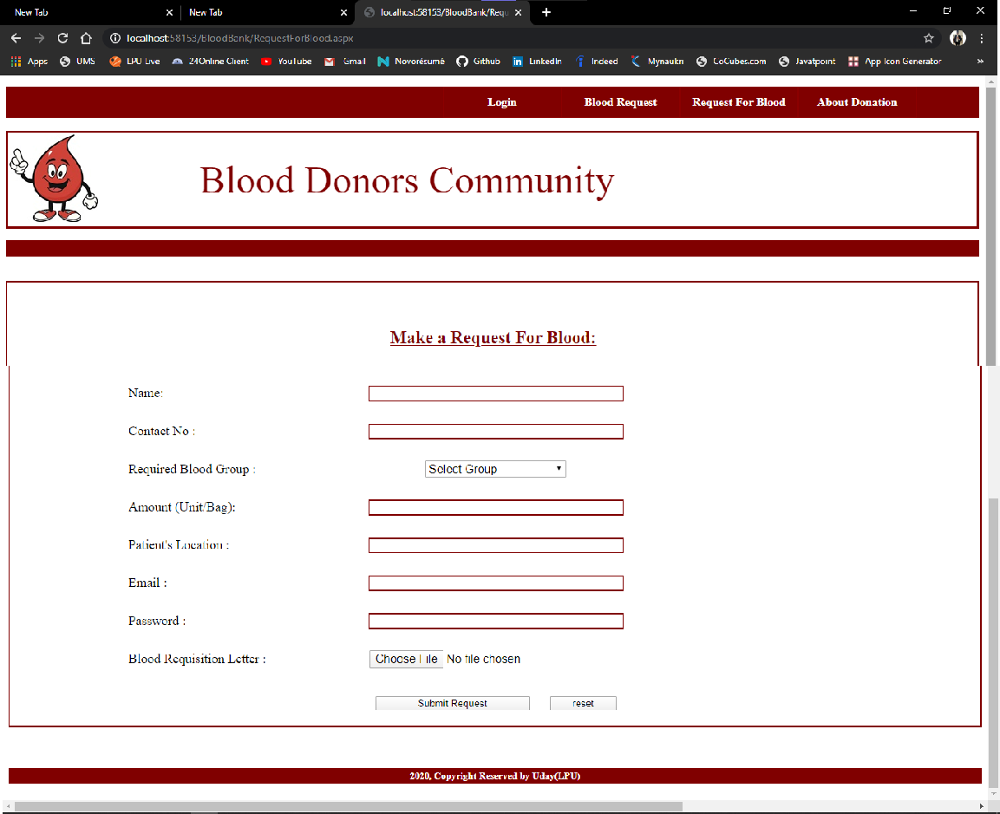 New Tab New Tab localhost:58153/BloodBank/Requ
localhost:58153/BloodBank/RequestForBlood.aspx
Apps UMS LPU Live 24Online Client YouTube Gmail Novorésumé Github LinkedIn Indeed Mynaukri CoCubes.com Javatpoint App Icon Generator »
Login Blood Request Request For Blood About Donation
Blood Donors Community
Make a Request For Blood:
Name:
Contact No :
Required Blood Group : Select Group
Amount (Unit/Bag):
Patient's Location :
Email :
Password :
Blood Requisition Letter : Choose File No file chosen
Submit Request reset
2020, Copyright Reserved by Uday(LPU)